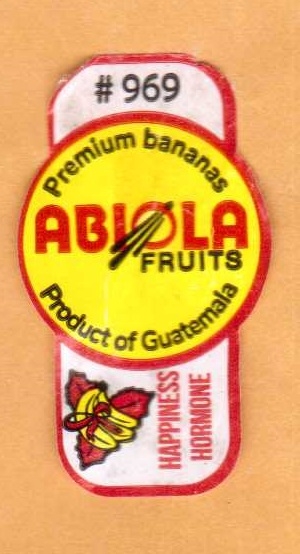 # 969
Premium bananas
ABIOLA
FRUITS
Product of Guatemala
HAPPINESS
HORMONE